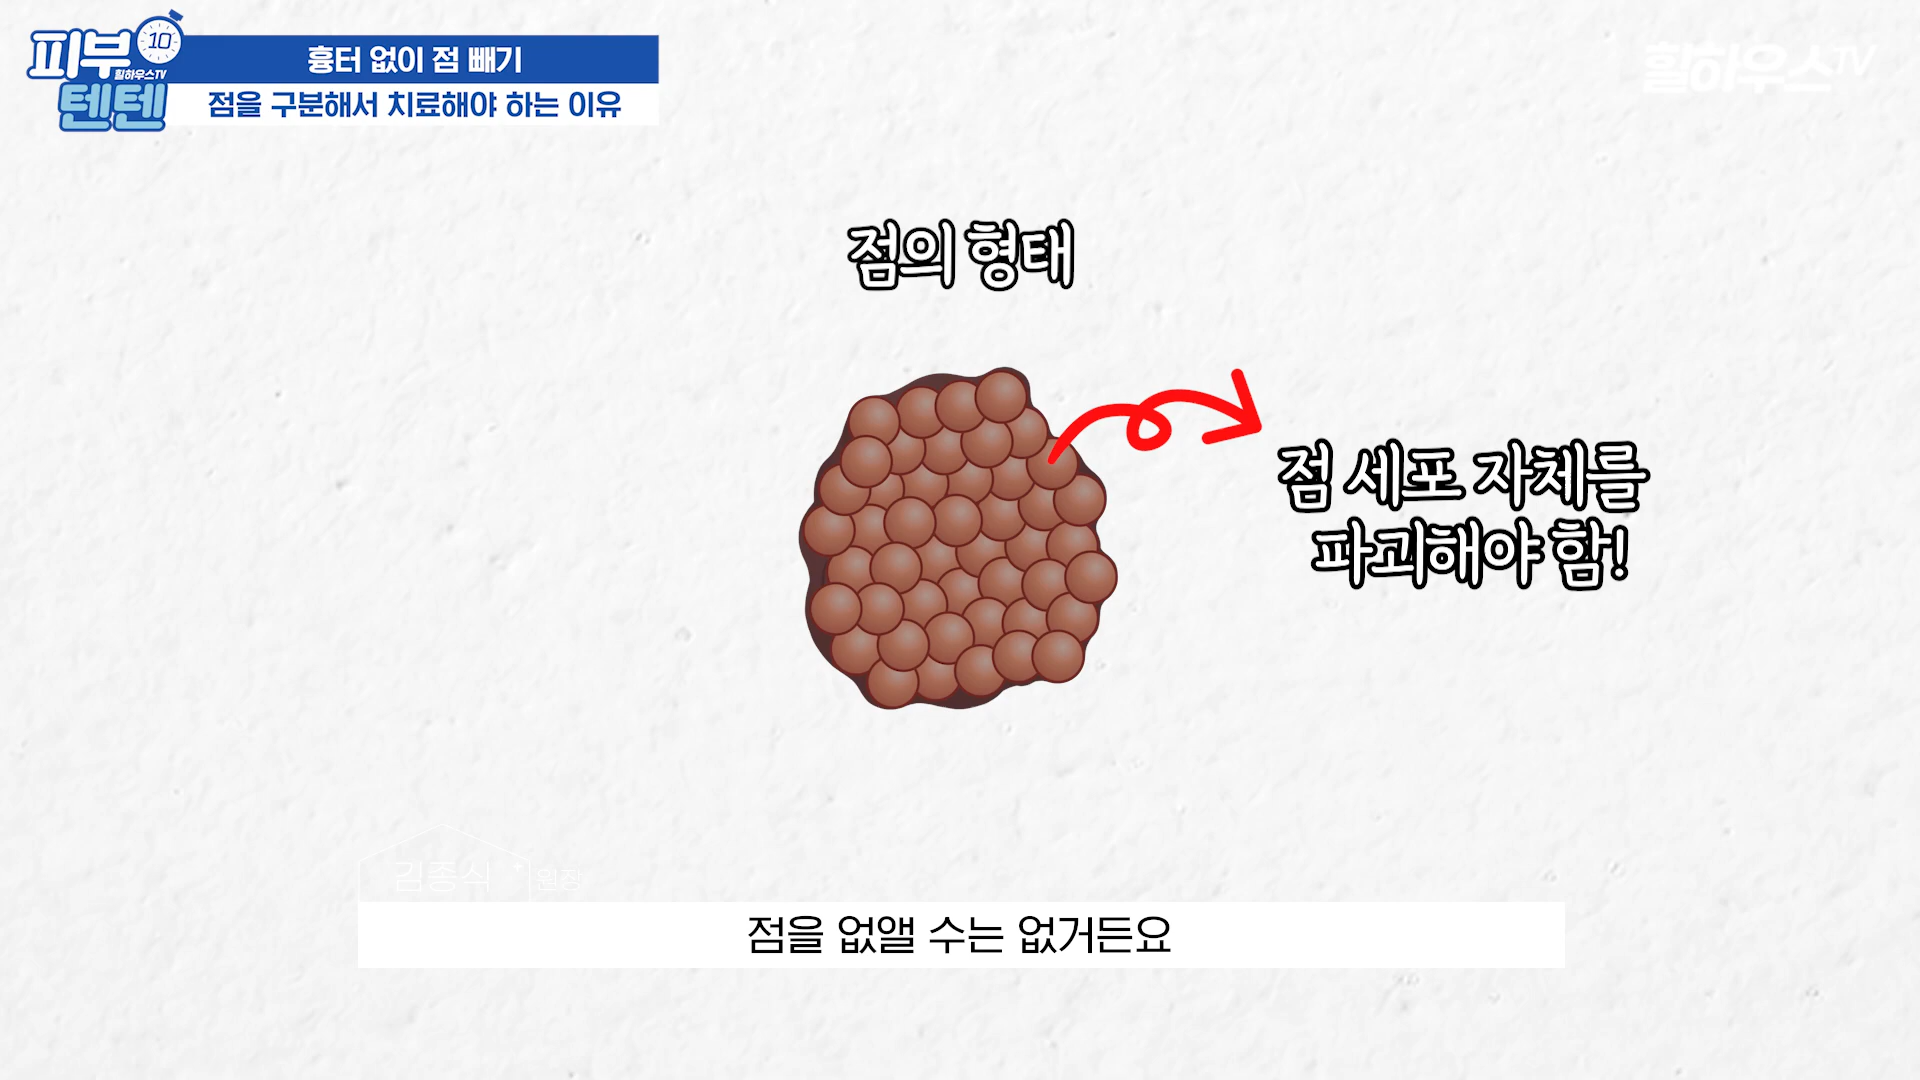 피부
10
힐하우스TV
텐텐
흉터 없이 점 빼기
점을 구분해서 치료해야 하는 이유
힐하우스TV
점의 형태
점 세포 자체를
파괴해야 함!
김종식 원장
점을 없앨 수는 없거든요